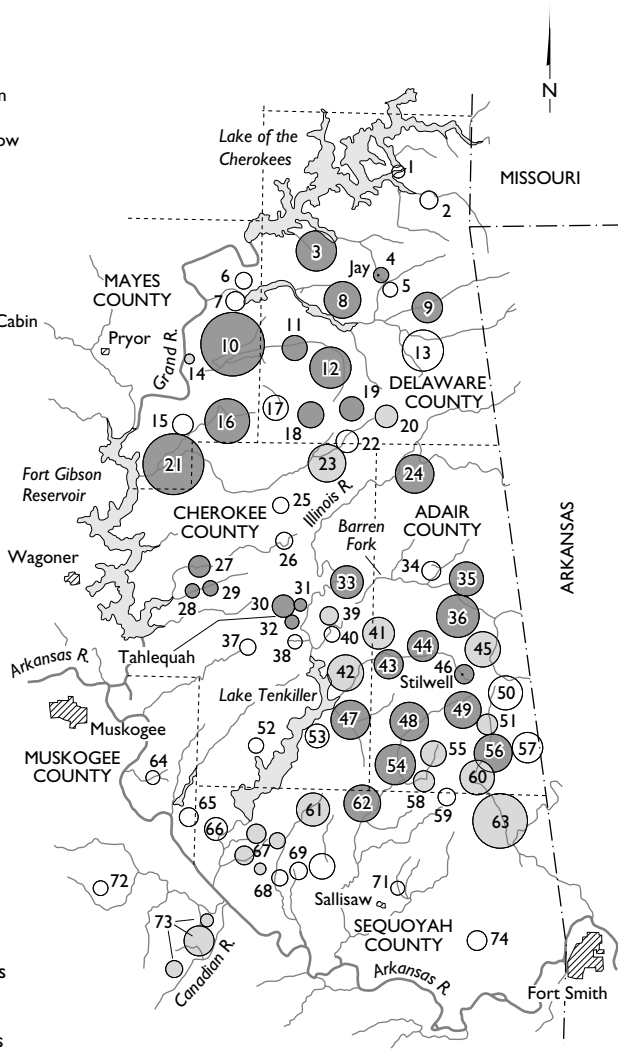 n
ow
N
Lake of the
Cherokees
1
MISSOURI
2
3
4
Jay
5
6
MAYES
COUNTY
7
8
9
Cabin
Pryor
Grand R.
10
11
13
14
12
DELAWARE
COUNTY
15
16
17
18
19
20
21
22
23
24
Fort Gibson
Reservoir
25
Illinois R.
CHEROKEE
COUNTY
26
Barren
Fork
ADAIR
COUNTY
ARKANSAS
Wagoner
27
28
29
30
31
32
33
34
35
36
39
40
41
37
38
Tahlequah
Arkansas R.
42
43
44
45
46
Stilwell
Lake Tenkiller
47
48
49
50
51
Muskogee
52
53
54
55
56
57
MUSKOGEE
COUNTY
64
58
59
60
61
62
63
65
66
67
68
69
71
Sallisaw
72
73
SEQUOYAH
COUNTY
74
Canadian R.
Arkansas R.
Fort Smith
s
s